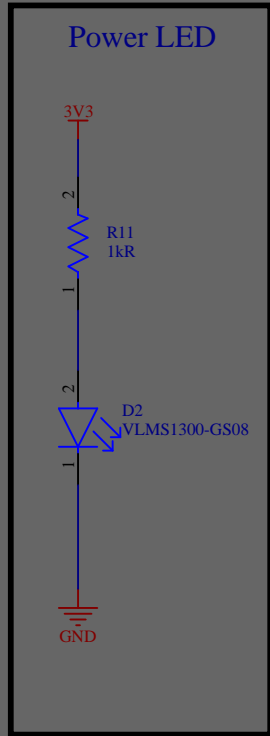 Power LED
3V3
2
R11
1kR
1
2
D2
VLMS1300-GS08
1
GND